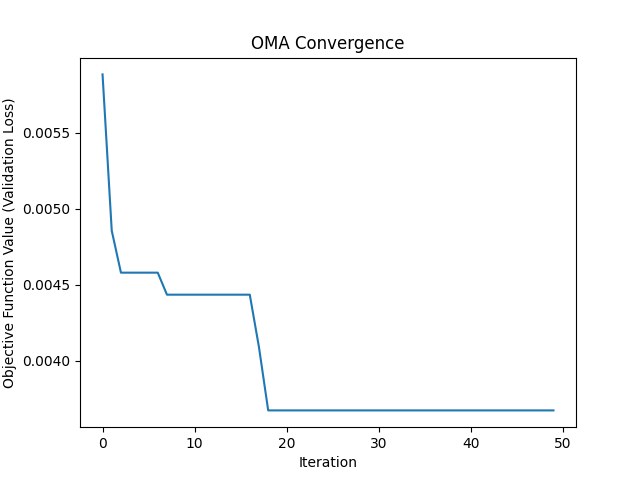 OMA Convergence
Objective Function Value (Validation Loss)
0.0055
0.0050
0.0045
0.0040
0 10 20 30 40 50
Iteration